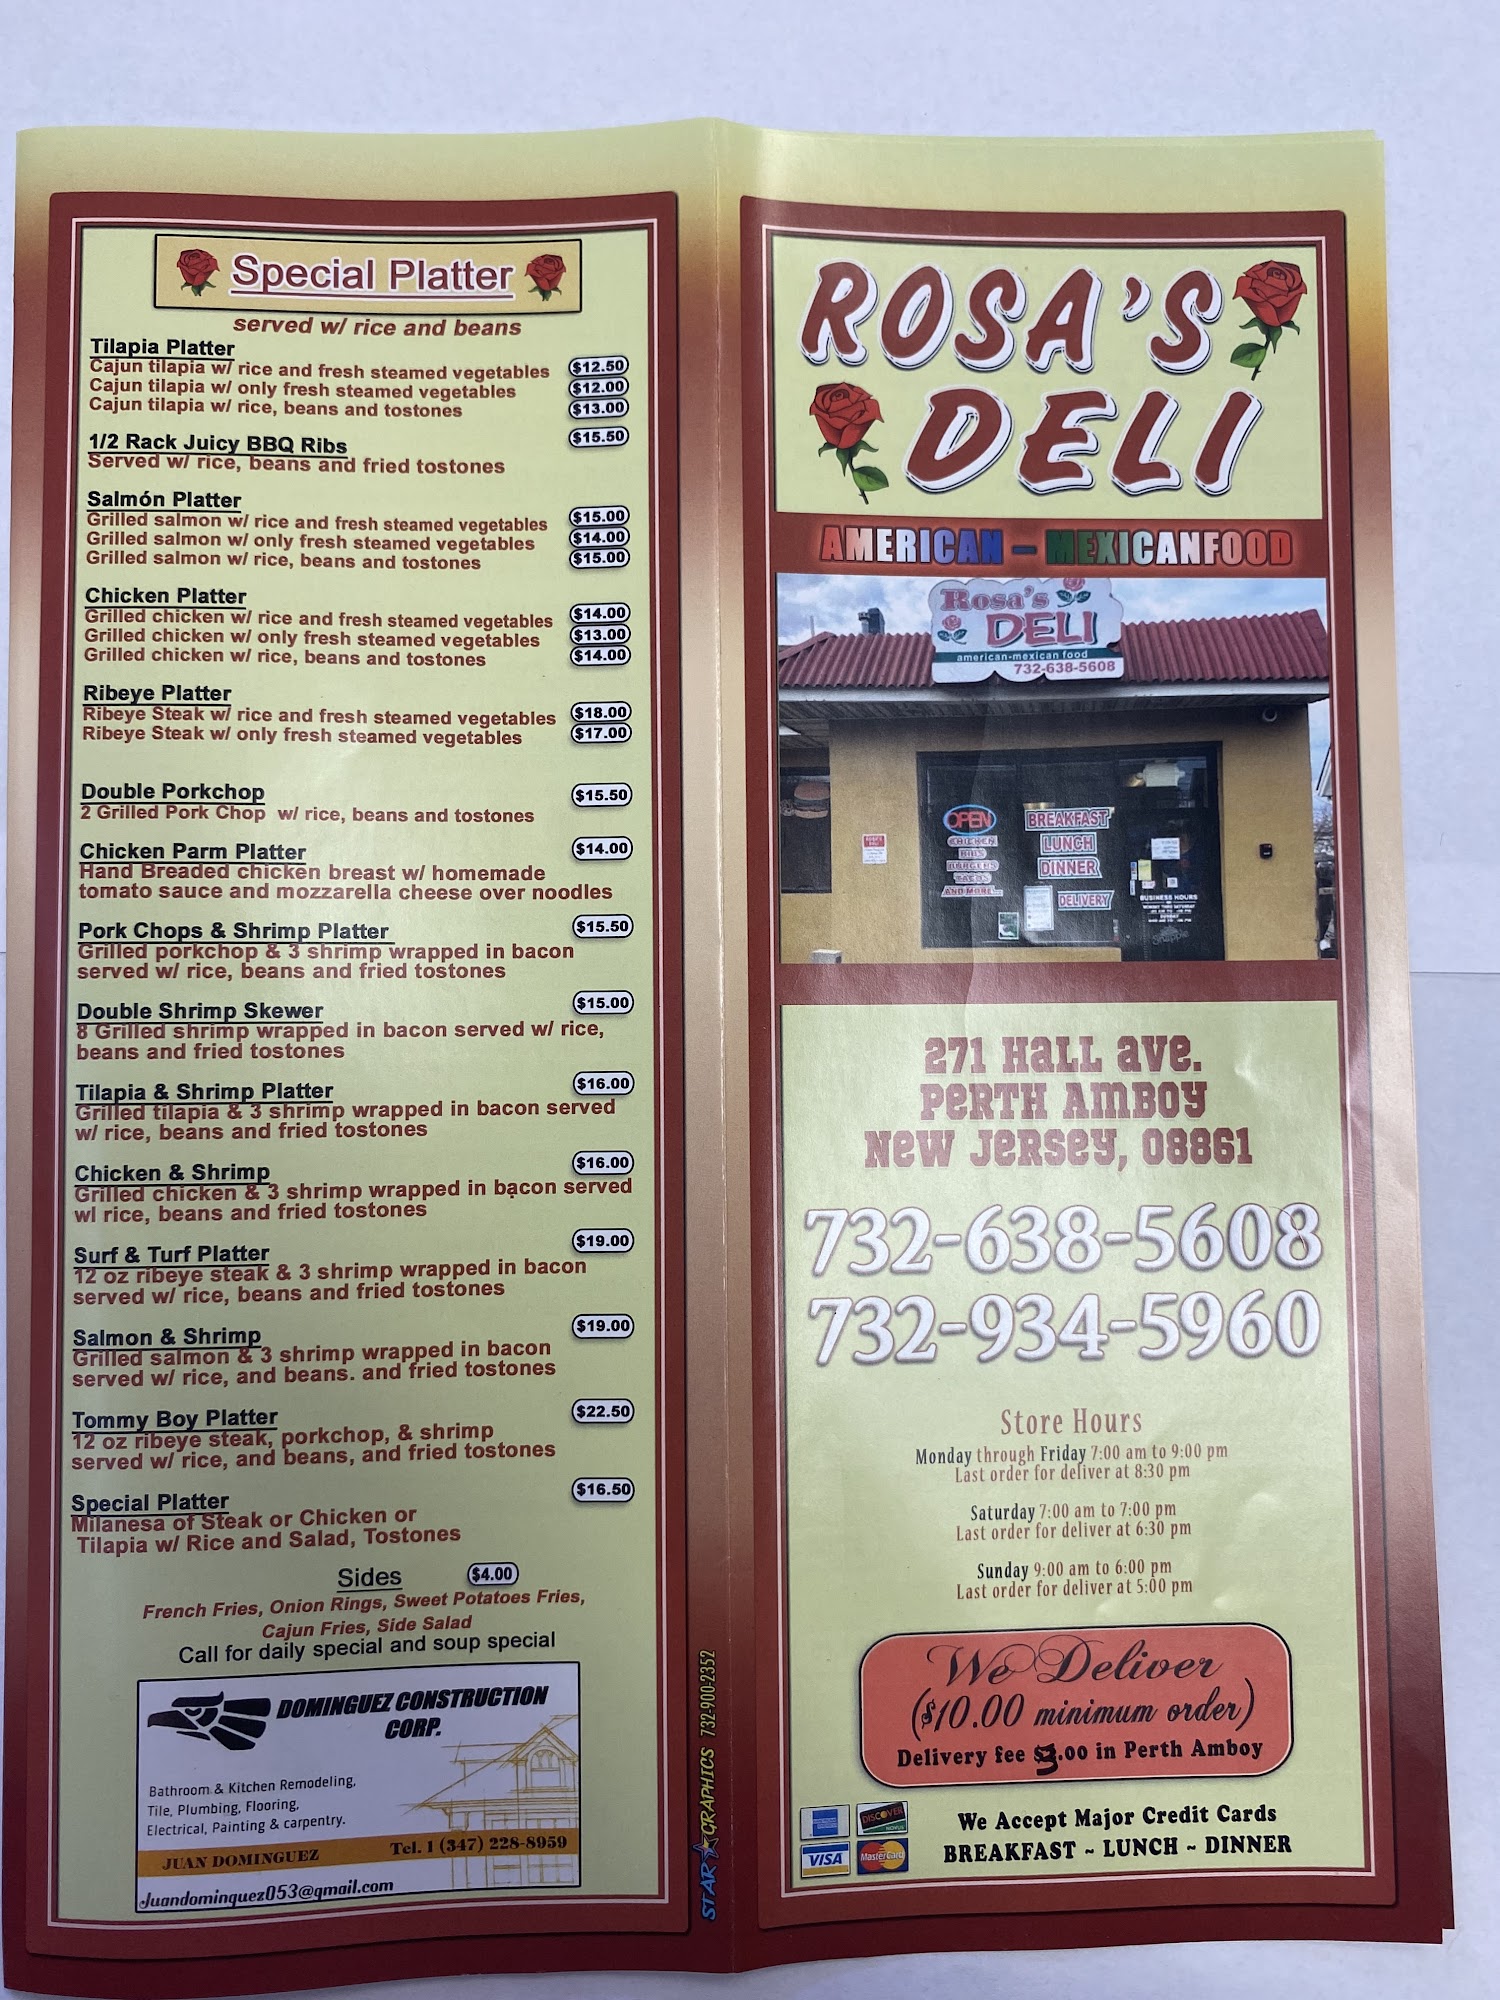 Special Platter
served w/ rice and beans
Tilapia Platter
Cajun tilapia w/ rice and fresh steamed vegetables $12.50
Cajun tilapia w/ only fresh steamed vegetables $12.00
Cajun tilapia w/ rice, beans and tostones $13.00
1/2 Rack Juicy BBQ Ribs $15.50
Served w/ rice, beans and fried tostones
Salmón Platter
Grilled salmon w/ rice and fresh steamed vegetables $15.00
Grilled salmon w/ only fresh steamed vegetables $14.00
Grilled salmon w/ rice, beans and tostones $15.00
Chicken Platter
Grilled chicken w/ rice and fresh steamed vegetables $14.00
Grilled chicken w/ only fresh steamed vegetables $13.00
Grilled chicken w/ rice, beans and tostones $14.00
Ribeye Platter
Ribeye Steak w/ rice and fresh steamed vegetables $18.00
Ribeye Steak w/ only fresh steamed vegetables $17.00
Double Porkchop $15.50
2 Grilled Pork Chop w/ rice, beans and tostones
Chicken Parm Platter $14.00
Hand Breaded chicken breast w/ homemade
tomato sauce and mozzarella cheese over noodles
Pork Chops & Shrimp Platter $15.50
Grilled porkchop & 3 shrimp wrapped in bacon
served w/ rice, beans and fried tostones
Double Shrimp Skewer $15.00
8 Grilled shrimp wrapped in bacon served w/ rice,
beans and fried tostones
Tilapia & Shrimp Platter $16.00
Grilled tilapia & 3 shrimp wrapped in bacon served
w/ rice, beans and fried tostones
Chicken & Shrimp $16.00
Grilled chicken & 3 shrimp wrapped in bacon served
wl rice, beans and fried tostones
Surf & Turf Platter $19.00
12 oz ribeye steak & 3 shrimp wrapped in bacon
served w/ rice, beans and fried tostones
Salmon & Shrimp $19.00
Grilled salmon & 3 shrimp wrapped in bacon
served w/ rice, and beans. and fried tostones
Tommy Boy Platter $22.50
12 oz ribeye steak, porkchop, & shrimp
served w/ rice, and beans, and fried tostones
Special Platter $16.50
Milanesa of Steak or Chicken or
Tilapia w/ Rice and Salad, Tostones
Sides $4.00
French Fries, Onion Rings, Sweet Potatoes Fries,
Cajun Fries, Side Salad
Call for daily special and soup special
DOMINGUEZ CONSTRUCTION
CORP.
Bathroom & Kitchen Remodeling,
Tile, Plumbing, Flooring,
Electrical, Painting & carpentry.
JUAN DOMINGUEZ Tel. 1 (347) 228-8959
Juandominguez053@gmail.com
STAR GRAPHICS 732-900-2352
ROSA'S
DELI
AMERICAN – MEXICANFOOD
Rosa's
DELI
american-mexican food
732-638-5608
OPEN
CHICKEN
RIBS
BURGERS
TACOS
AND MORE...
BREAKFAST
LUNCH
DINNER
DELIVERY
BUSINESS HOURS
Snapple
271 Hall ave.
Perth Amboy
New Jersey, 08861
732-638-5608
732-934-5960
Store Hours
Monday through Friday 7:00 am to 9:00 pm
Last order for deliver at 8:30 pm
Saturday 7:00 am to 7:00 pm
Last order for deliver at 6:30 pm
Sunday 9:00 am to 6:00 pm
Last order for deliver at 5:00 pm
We Deliver
($10.00 minimum order)
Delivery fee $3.00 in Perth Amboy
DISCOVER
NOVUS
VISA
MasterCard
We Accept Major Credit Cards
BREAKFAST ~ LUNCH ~ DINNER